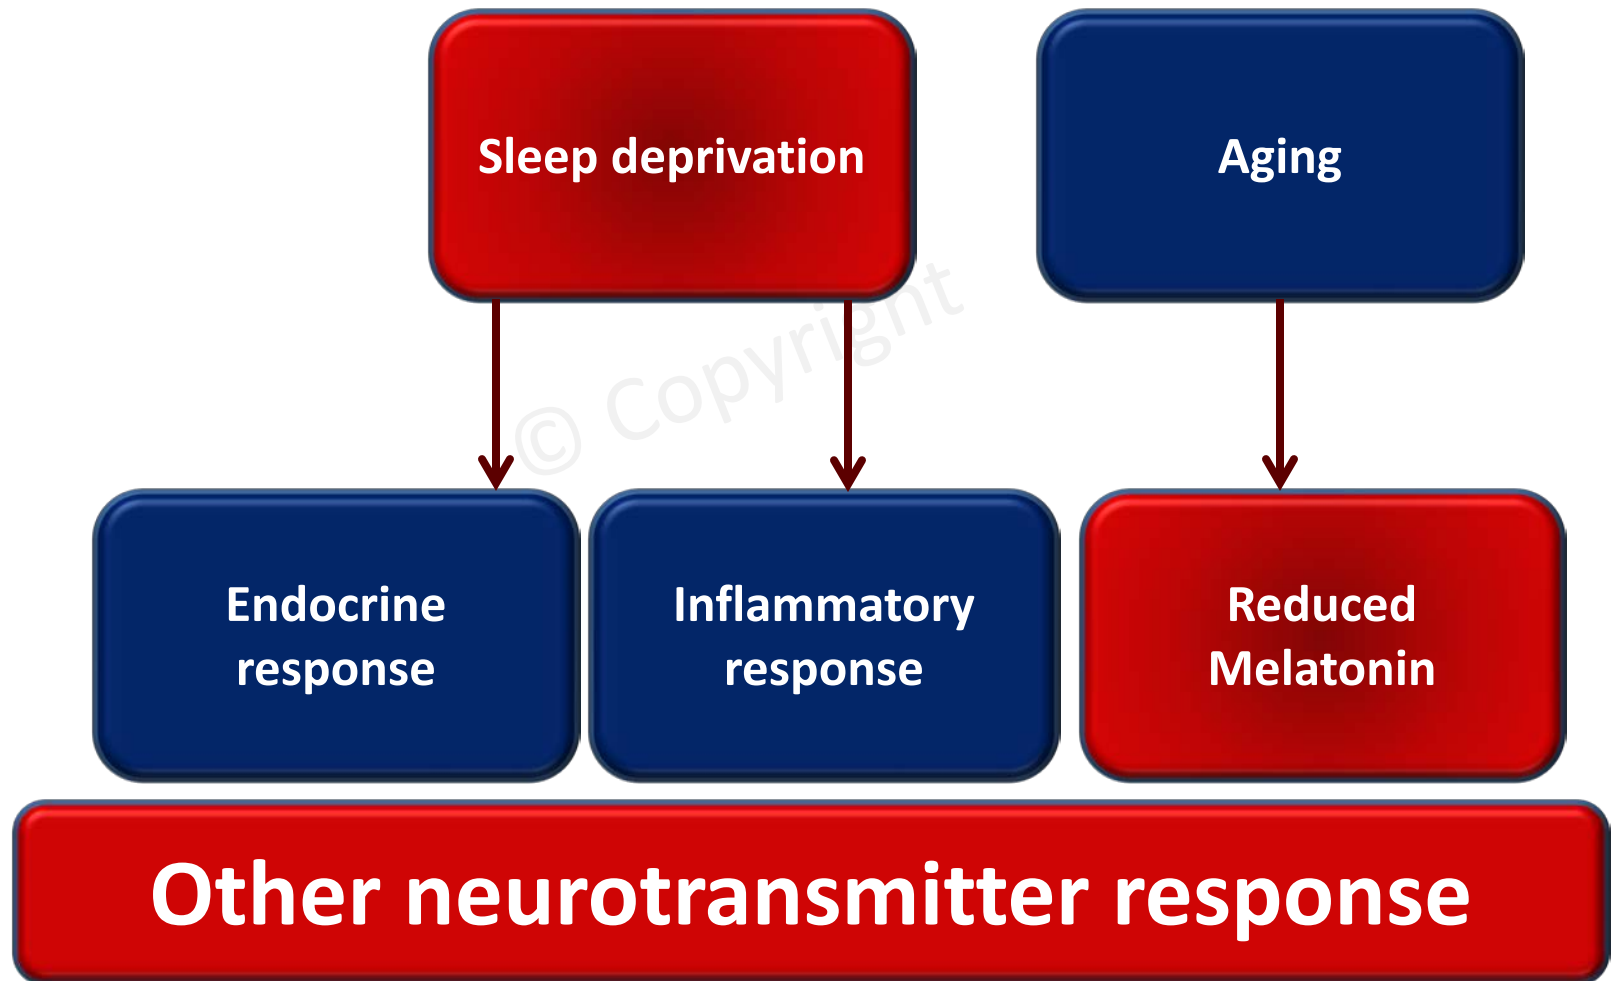 Sleep deprivation
Aging
© Copyright
Endocrine
response
Inflammatory
response
Reduced
Melatonin
Other neurotransmitter response